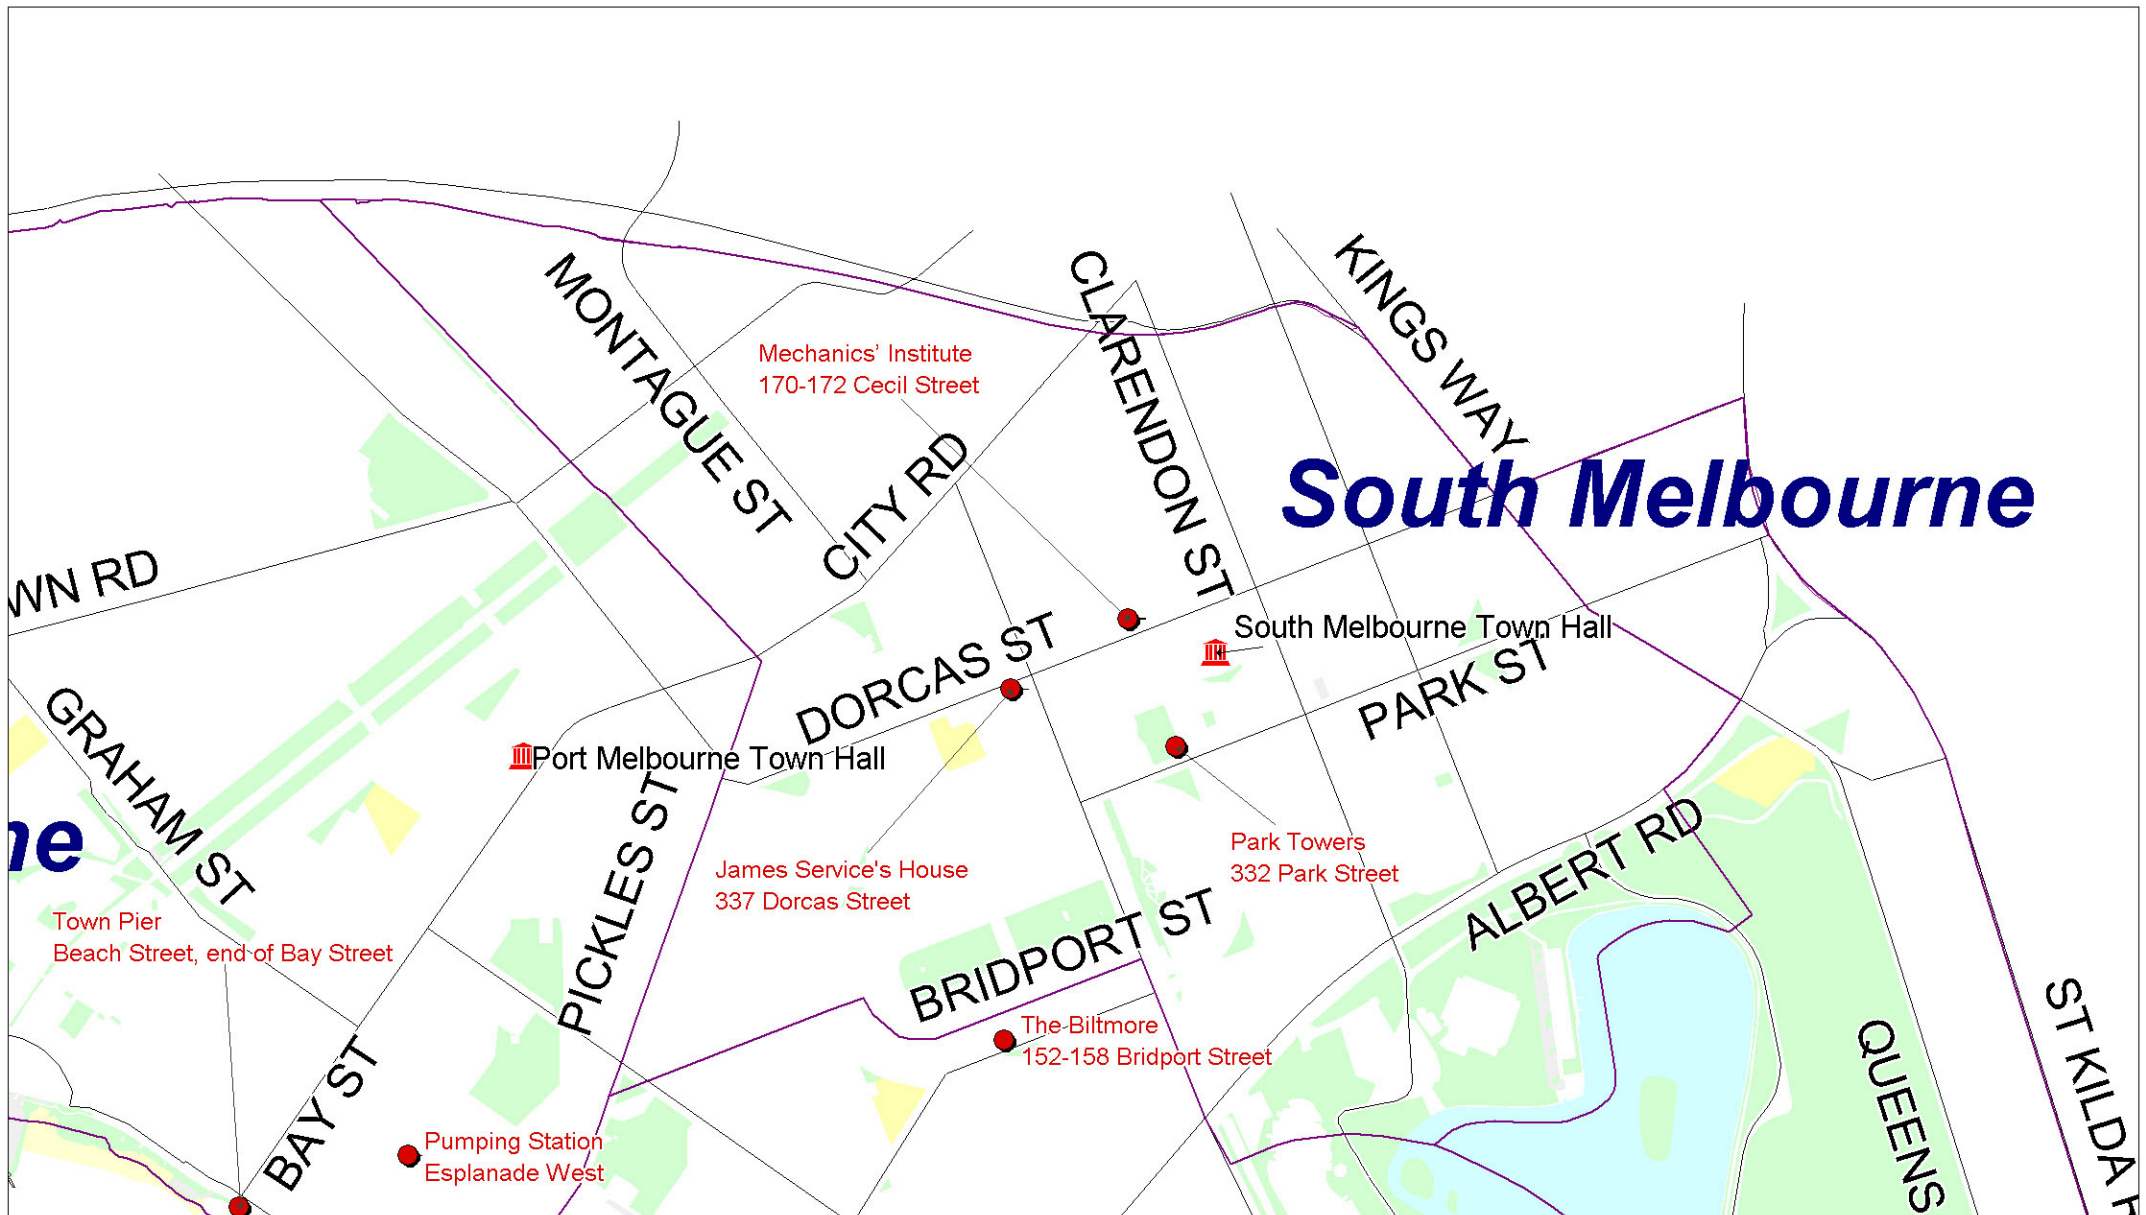 KINGS WAY
CLARENDON ST
MONTAGUE ST
Mechanics' Institute
170-172 Cecil Street
CITY RD
South Melbourne
WN RD
South Melbourne Town Hall
DORCAS ST
PARK ST
GRAHAM ST
Port Melbourne Town Hall
PICKLES ST
ne
Park Towers
332 Park Street
ALBERT RD
James Service's House
337 Dorcas Street
BRIDPORT ST
Town Pier
Beach Street, end of Bay Street
The Biltmore
152-158 Bridport Street
BAY ST
Pumping Station
Esplanade West
QUEENS
ST KILDA R